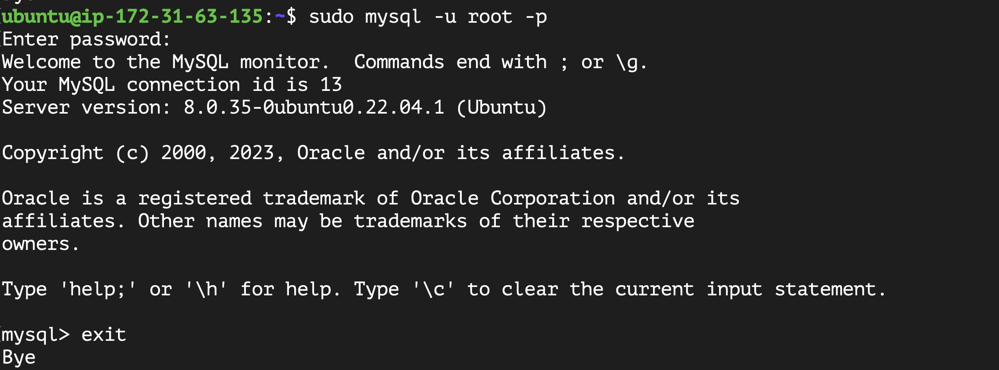 ubuntu@ip-172-31-63-135:~$ sudo mysql -u root -p
Enter password:
Welcome to the MySQL monitor.  Commands end with ; or \g.
Your MySQL connection id is 13
Server version: 8.0.35-0ubuntu0.22.04.1 (Ubuntu)
Copyright (c) 2000, 2023, Oracle and/or its affiliates.
Oracle is a registered trademark of Oracle Corporation and/or its
affiliates. Other names may be trademarks of their respective
owners.
Type 'help;' or '\h' for help. Type '\c' to clear the current input statement.
mysql> exit
Bye